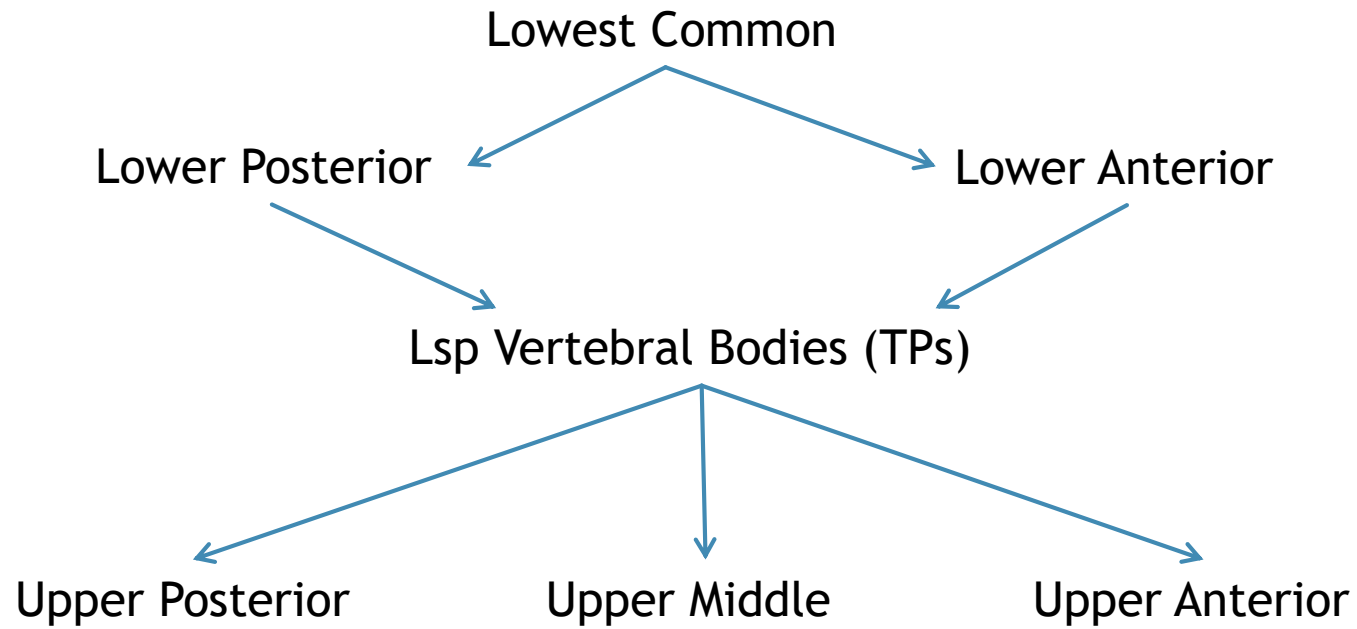 Lowest Common
Lower Posterior
Lower Anterior
Lsp Vertebral Bodies (TPs)
Upper Posterior
Upper Middle
Upper Anterior